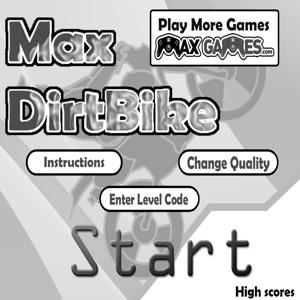 Max
Play More Games
MAXGAMES.com
DirtBike
Instructions
Change Quality
Enter Level Code
Start
High scores